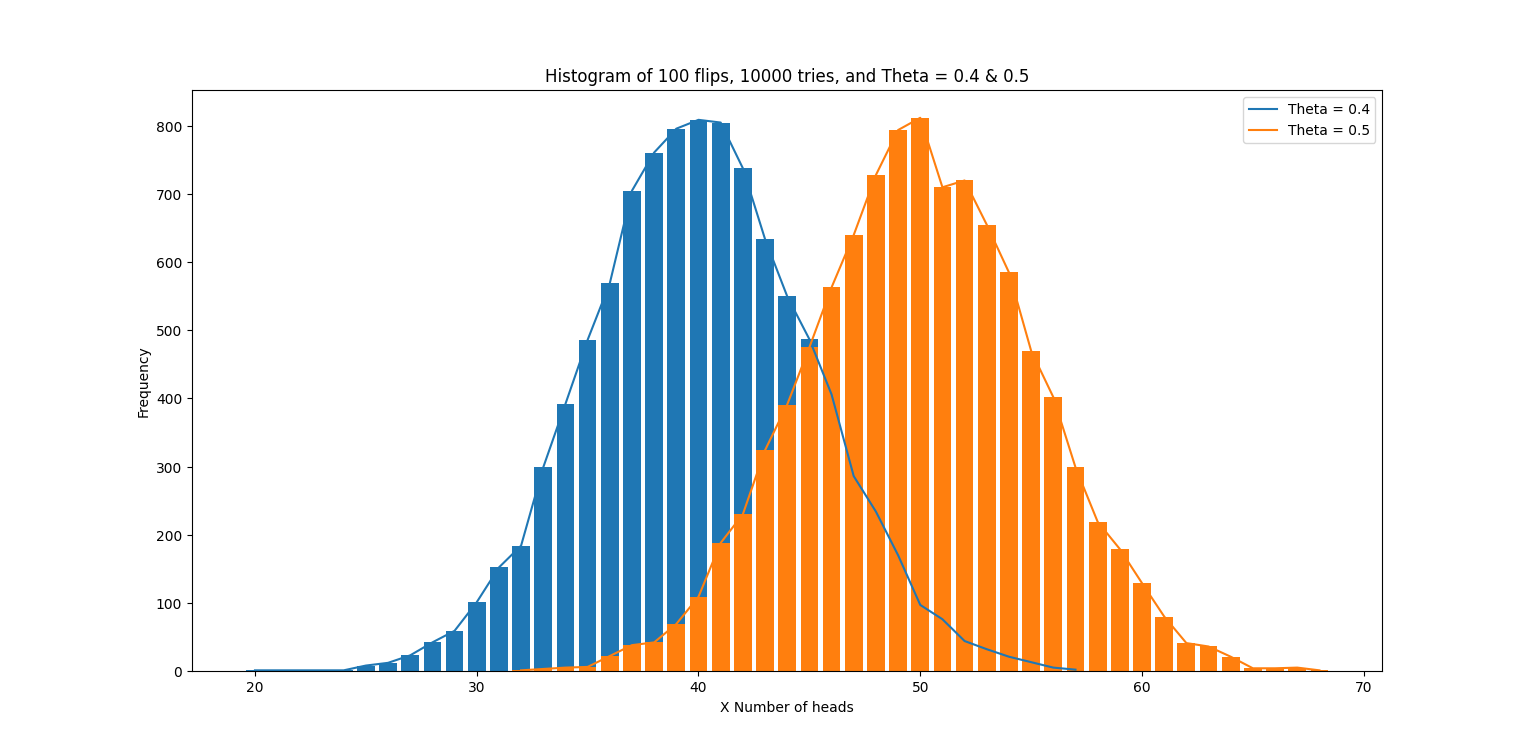 Histogram of 100 flips, 10000 tries, and Theta = 0.4 & 0.5
Theta = 0.4
Theta = 0.5
800
700
600
500
400
300
200
100
0
Frequency
20 30 40 50 60 70
X Number of heads